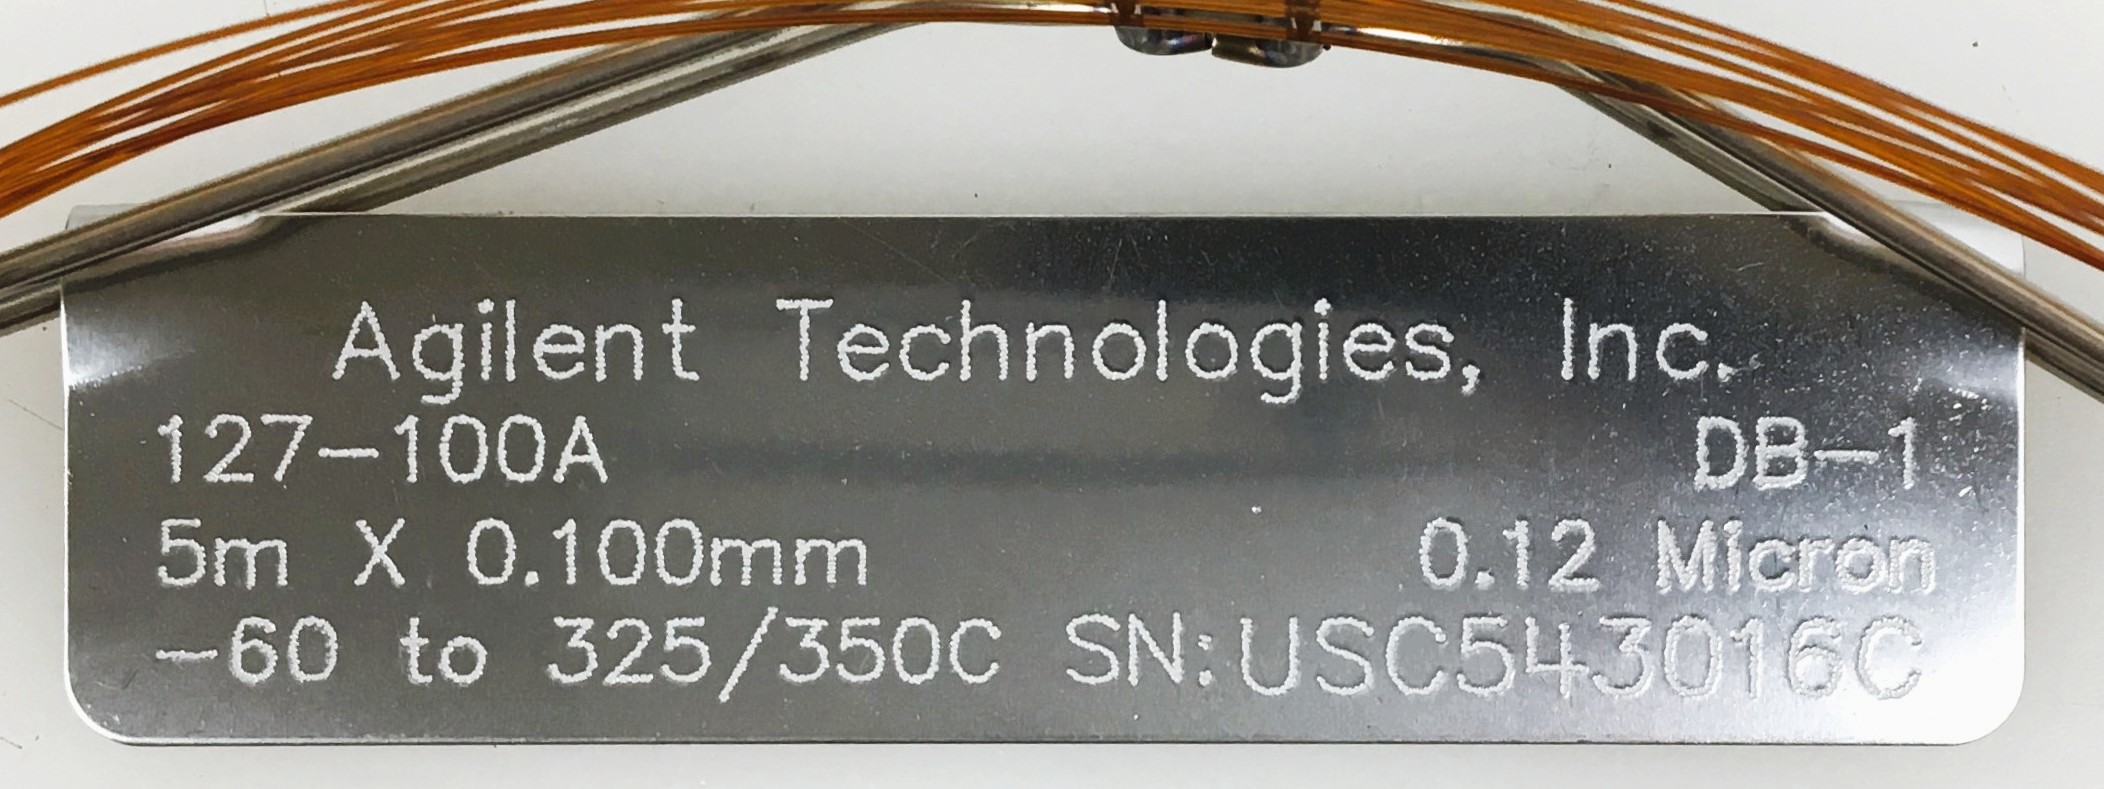 Agilent Technologies, Inc.
127-100A DB-1
5m X 0.100mm 0.12 Micron
-60 to 325/350C SN:USC543016C